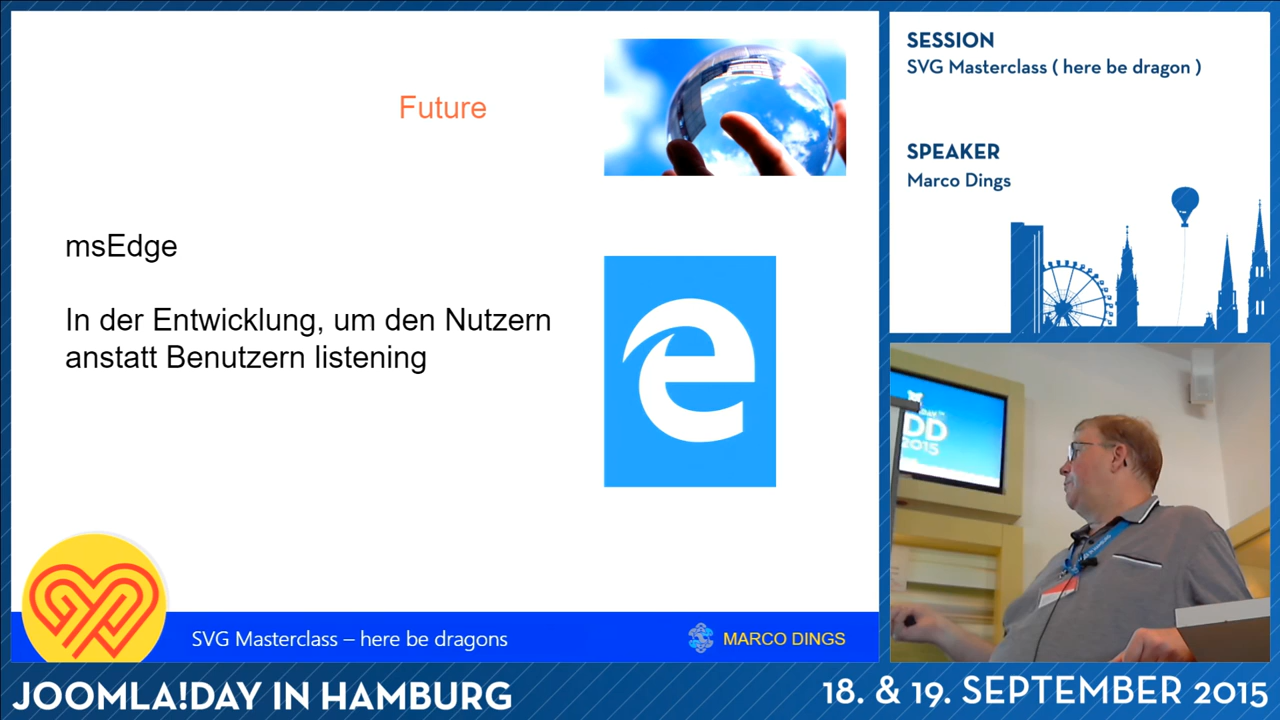 Future
msEdge
In der Entwicklung, um den Nutzern
anstatt Benutzern listening
SVG Masterclass – here be dragons
MARCO DINGS
SESSION
SVG Masterclass ( here be dragon )
SPEAKER
Marco Dings
2015
JOOMLA!DAY IN HAMBURG
18. & 19. SEPTEMBER 2015